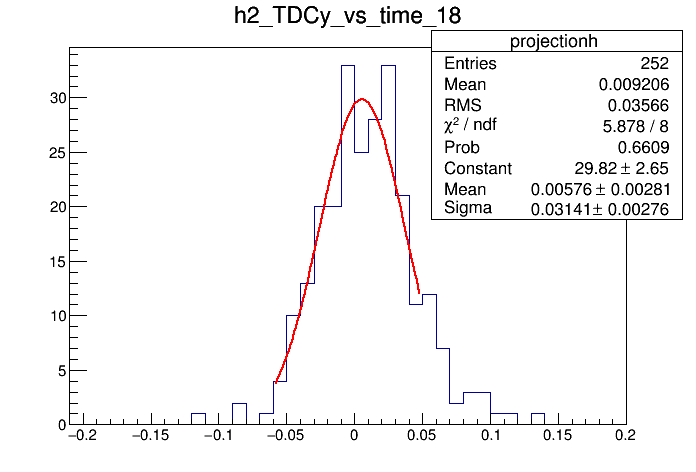 h2_TDCy_vs_time_18
projectionh
Entries 252
Mean 0.009206
RMS 0.03566
χ² / ndf 5.878 / 8
Prob 0.6609
Constant 29.82 ± 2.65
Mean 0.00576 ± 0.00281
Sigma 0.03141 ± 0.00276
30
25
20
15
10
5
0
−0.2 −0.15 −0.1 −0.05 0 0.05 0.1 0.15 0.2